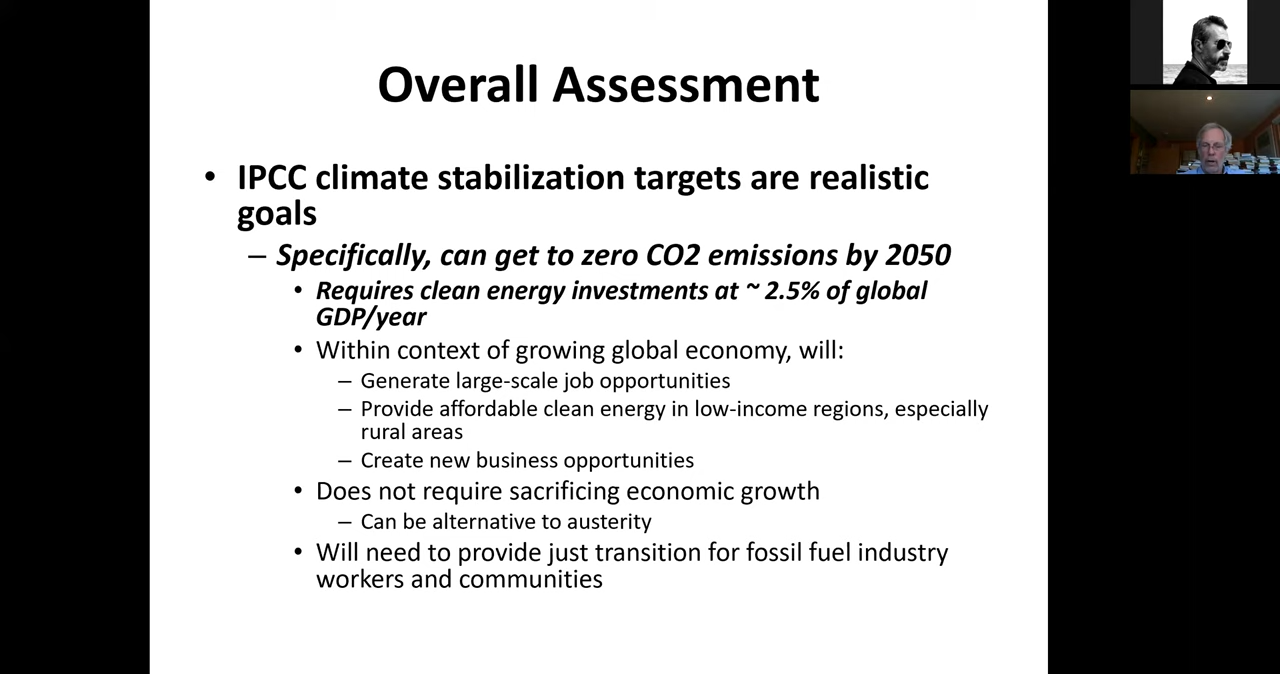 Overall Assessment
• IPCC climate stabilization targets are realistic
goals
– Specifically, can get to zero CO2 emissions by 2050
• Requires clean energy investments at ~ 2.5% of global
GDP/year
• Within context of growing global economy, will:
– Generate large-scale job opportunities
– Provide affordable clean energy in low-income regions, especially
rural areas
– Create new business opportunities
• Does not require sacrificing economic growth
– Can be alternative to austerity
• Will need to provide just transition for fossil fuel industry
workers and communities